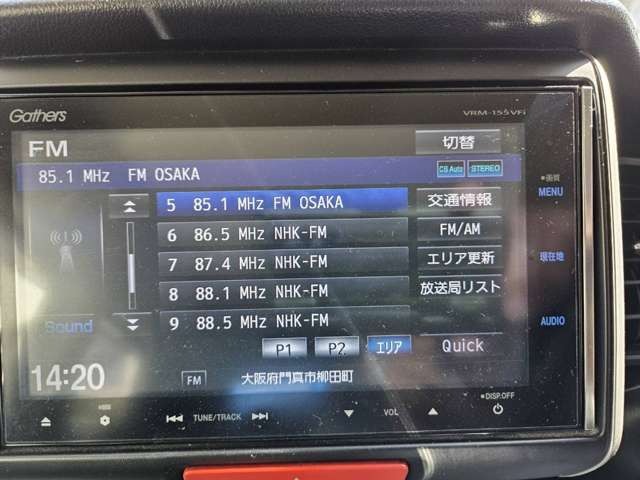 Gathers
VRM-155VFi
FM
切替
85.1 MHz FM OSAKA
CS Auto STEREO
画質
MENU
5 85.1 MHz FM OSAKA
交通情報
6 86.5 MHz NHK-FM
FM/AM
7 87.4 MHz NHK-FM
エリア更新
現在地
8 88.1 MHz NHK-FM
放送局リスト
Sound
9 88.5 MHz NHK-FM
AUDIO
P1 P2 エリア
Quick
14:20
FM
大阪府門真市柳田町
TUNE/TRACK
VOL
DISP.OFF